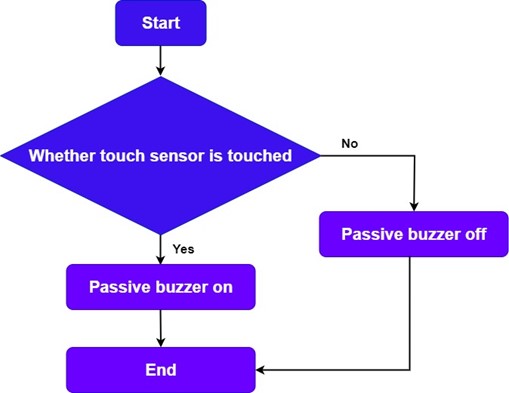 Start
Whether touch sensor is touched
No
Yes
Passive buzzer off
Passive buzzer on
End